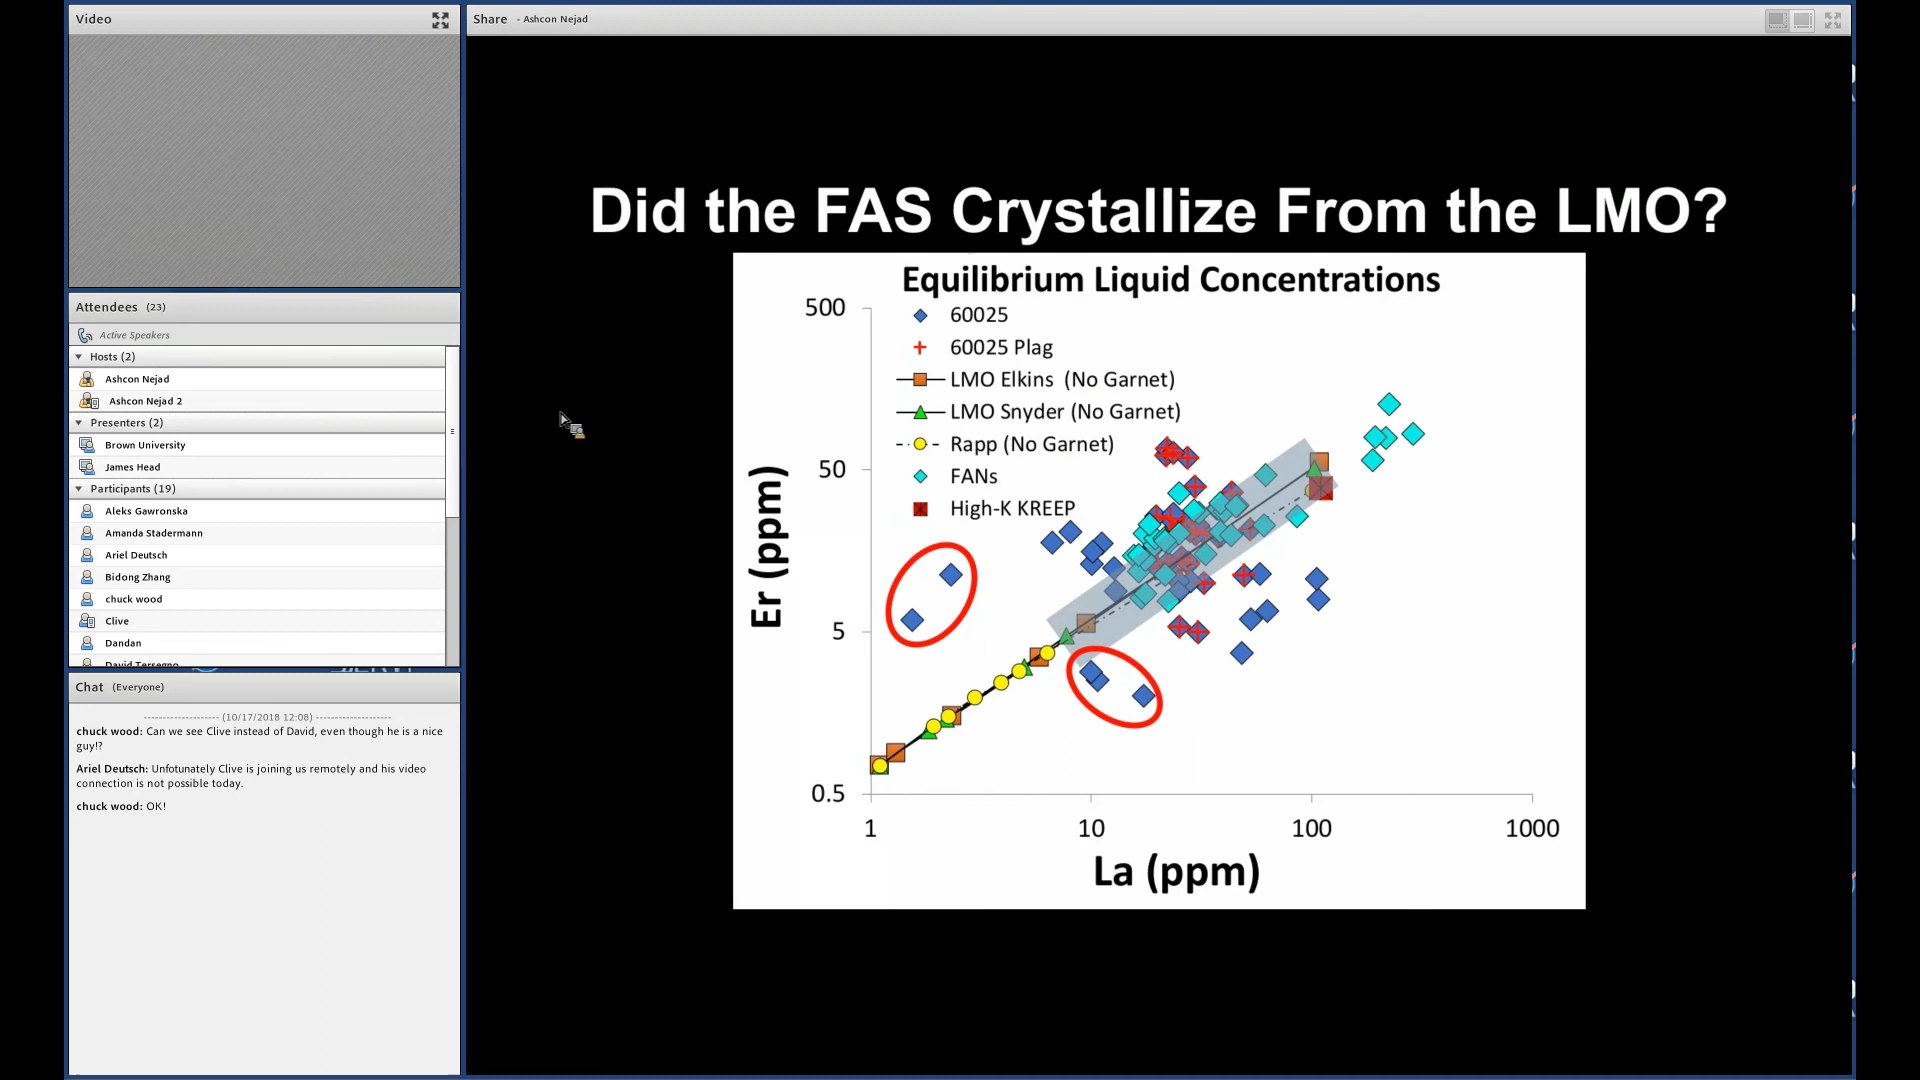 Video
Share - Ashcon Nejad
Attendees (23)
Active Speakers
Hosts (2)
Ashcon Nejad
Ashcon Nejad 2
Presenters (2)
Brown University
James Head
Participants (19)
Aleks Gawronska
Amanda Stadermann
Ariel Deutsch
Bidong Zhang
chuck wood
Clive
Dandan
Chat (Everyone)
-------------------- (10/17/2018 12:08) --------------------
chuck wood: Can we see Clive instead of David, even though he is a nice
guy!?
Ariel Deutsch: Unfotunately Clive is joining us remotely and his video
connection is not possible today.
chuck wood: OK!
Did the FAS Crystallize From the LMO?
Equilibrium Liquid Concentrations
60025
60025 Plag
LMO Elkins (No Garnet)
LMO Snyder (No Garnet)
Rapp (No Garnet)
FANs
High-K KREEP
Er (ppm)
500
50
5
0.5
1 10 100 1000
La (ppm)